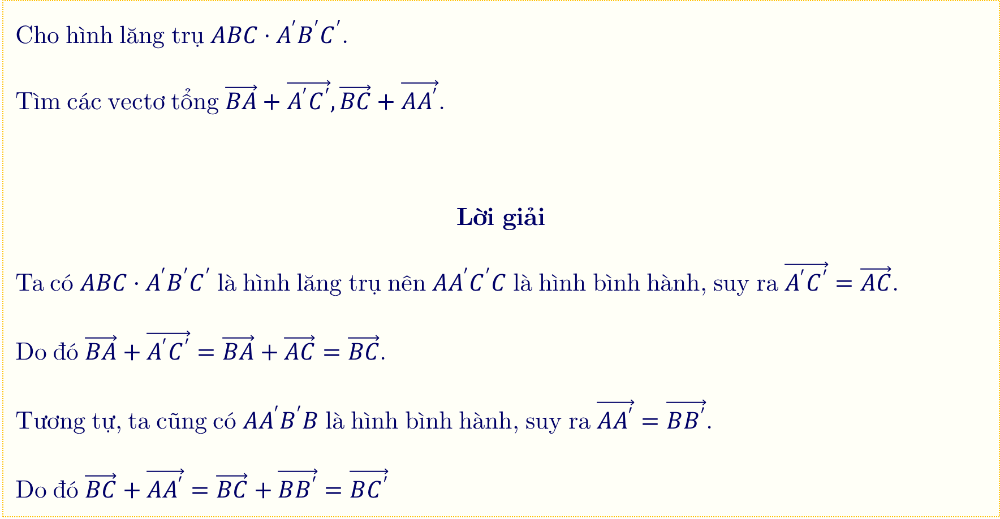 Cho hình lăng trụ $ABC \cdot A'B'C'$.
Tìm các vectơ tổng $\overrightarrow{BA} + \overrightarrow{A'C'}, \overrightarrow{BC} + \overrightarrow{AA'}$.
Lời giải
Ta có $ABC \cdot A'B'C'$ là hình lăng trụ nên $AA'C'C$ là hình bình hành, suy ra $\overrightarrow{A'C'} = \overrightarrow{AC}$.
Do đó $\overrightarrow{BA} + \overrightarrow{A'C'} = \overrightarrow{BA} + \overrightarrow{AC} = \overrightarrow{BC}$.
Tương tự, ta cũng có $AA'B'B$ là hình bình hành, suy ra $\overrightarrow{AA'} = \overrightarrow{BB'}$.
Do đó $\overrightarrow{BC} + \overrightarrow{AA'} = \overrightarrow{BC} + \overrightarrow{BB'} = \overrightarrow{BC'}$